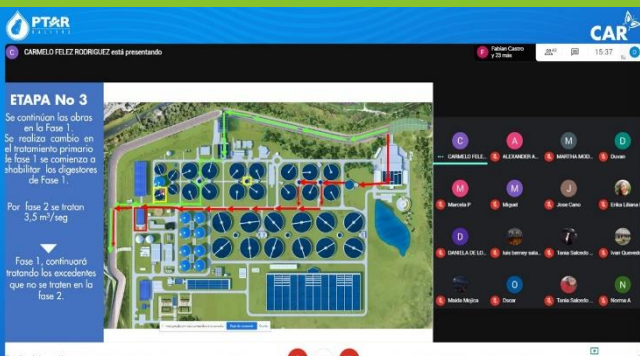 PTAR
SALITRE
CAR
CARMELO FELEZ RODRIGUEZ está presentando
Fabian Castro
y 23 más
15:37
ETAPA No 3
Se continúan las obras
en la Fase 1.
Se realiza cambio en
el tratamiento primario
de fase 1 se comienza a
ehabilitar los digestores
de Fase 1.
Por fase 2 se tratan
3,5 m³/seg
Fase 1, continuará
tratando los excedentes
que no se traten en la
fase 2.
CARMELO FELE...
ALEXANDER A...
MARTHA MOD...
Duvan
Marcela P
Miguel
Jose Cano
Erika Liliana
DANIELA DE LO...
luis berney sala...
Tania Salcedo ...
Ivan Quevedo
Maida Mojica
Oscar
Tania Salcedo ...
Norma A